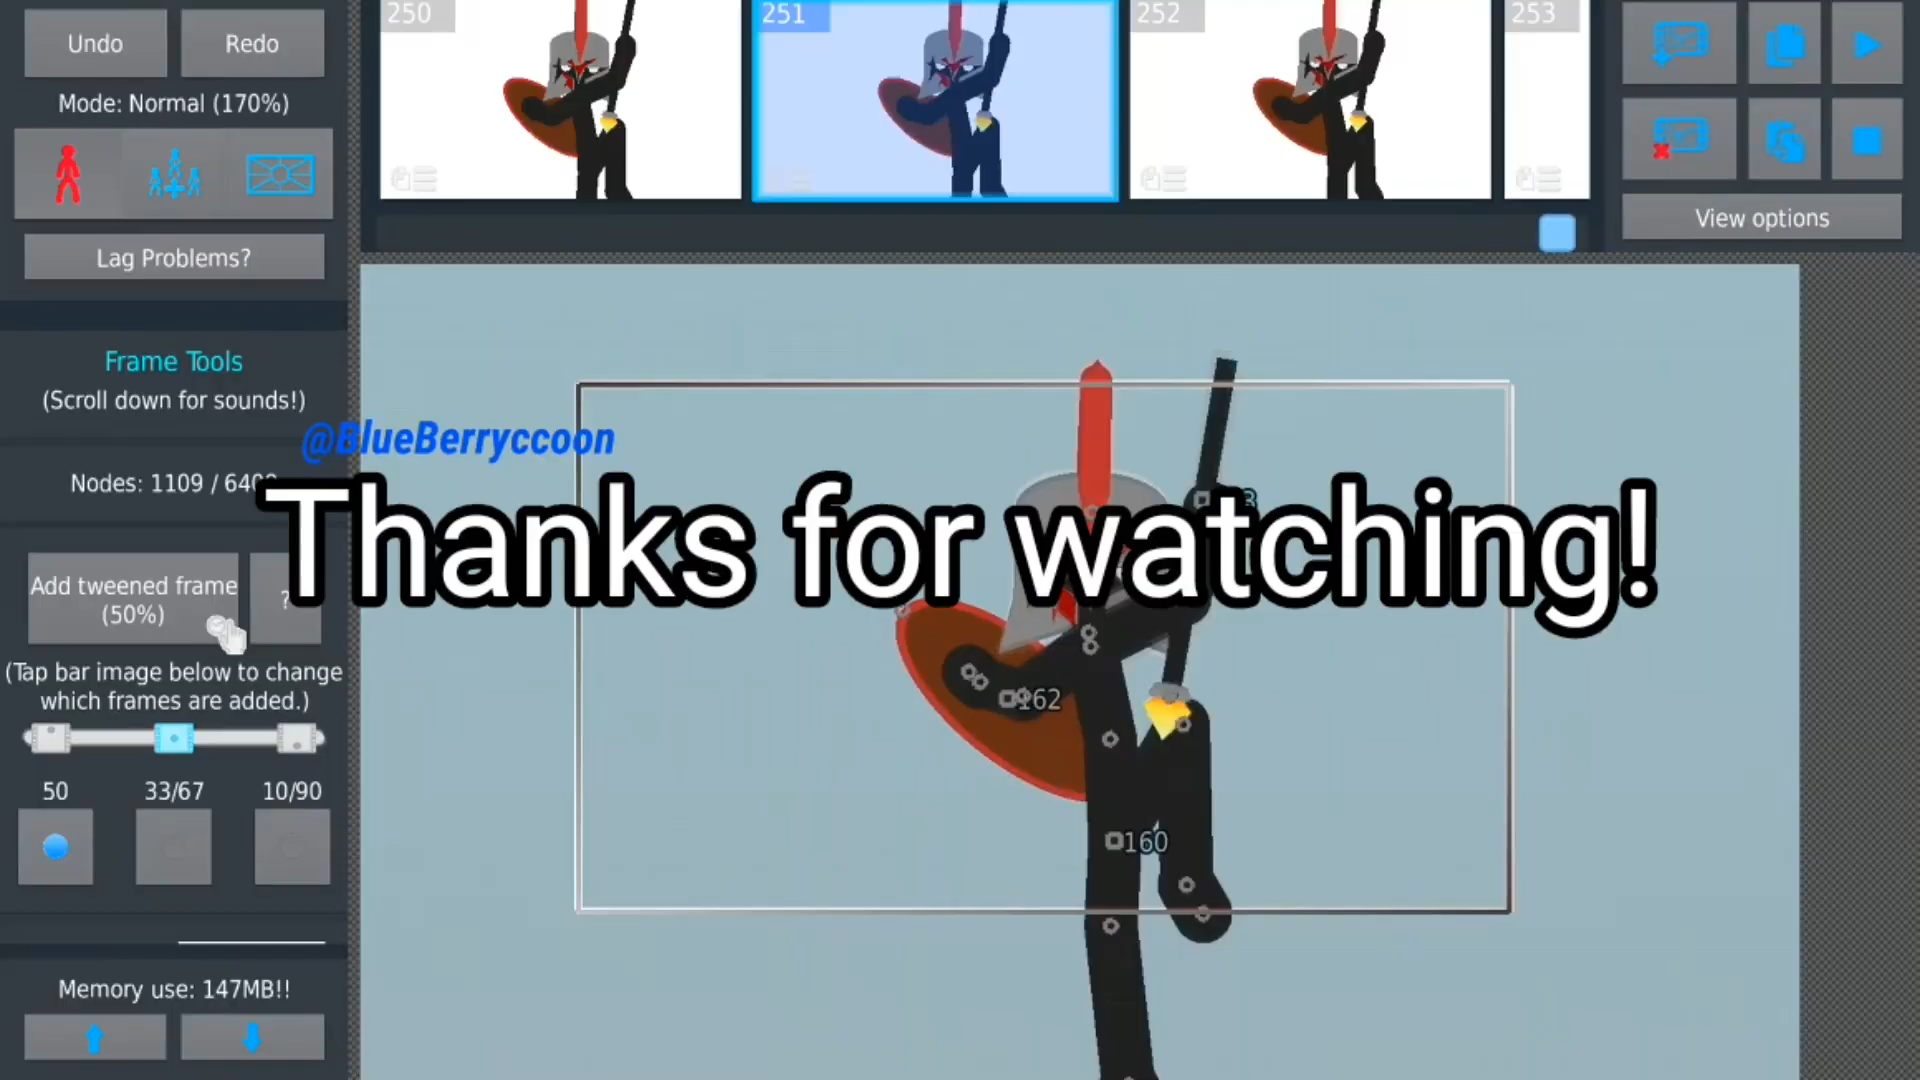 250
251
252
253
Undo
Redo
Mode: Normal (170%)
Lag Problems?
View options
Frame Tools
(Scroll down for sounds!)
@BlueBerryccoon
Nodes: 1109 / 640
Thanks for watching!
Add tweened frame
(50%)
?
(Tap bar image below to change
which frames are added.)
162
50
33/67
10/90
160
Memory use: 147MB!!